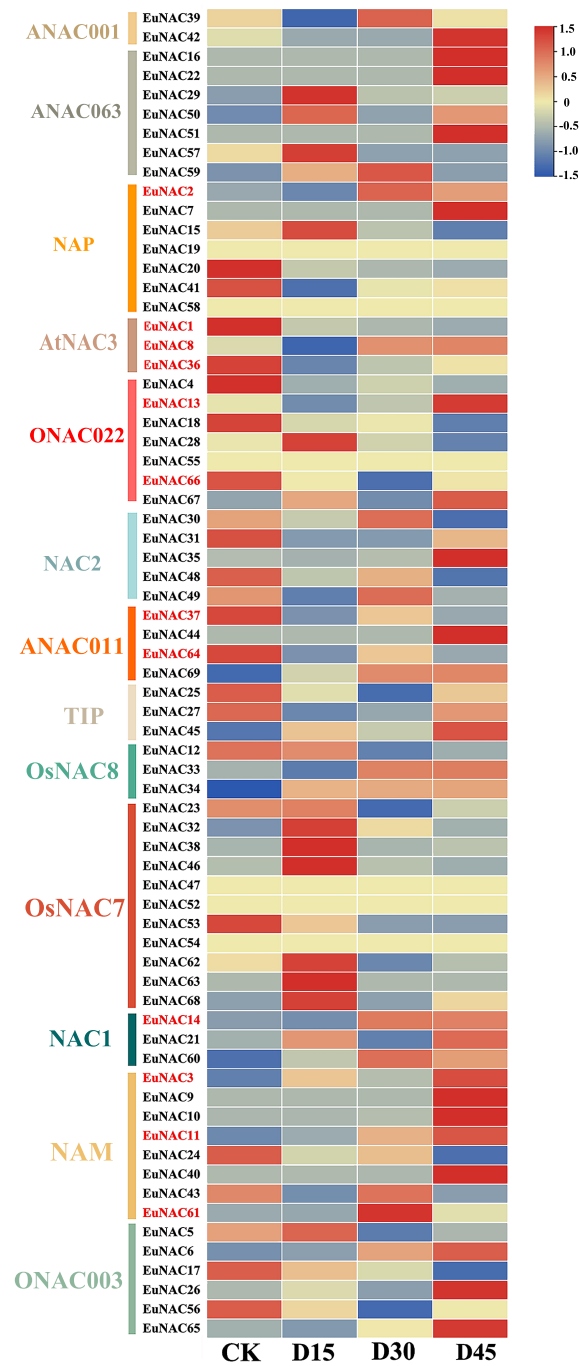 ANAC001
EuNAC39
EuNAC42
ANAC063
EuNAC16
EuNAC22
EuNAC29
EuNAC50
EuNAC51
EuNAC57
EuNAC59
NAP
EuNAC2
EuNAC7
EuNAC15
EuNAC19
EuNAC20
EuNAC41
EuNAC58
AtNAC3
EuNAC1
EuNAC8
EuNAC36
ONAC022
EuNAC4
EuNAC13
EuNAC18
EuNAC28
EuNAC55
EuNAC66
EuNAC67
NAC2
EuNAC30
EuNAC31
EuNAC35
EuNAC48
EuNAC49
ANAC011
EuNAC37
EuNAC44
EuNAC64
EuNAC69
TIP
EuNAC25
EuNAC27
EuNAC45
OsNAC8
EuNAC12
EuNAC33
EuNAC34
OsNAC7
EuNAC23
EuNAC32
EuNAC38
EuNAC46
EuNAC47
EuNAC52
EuNAC53
EuNAC54
EuNAC62
EuNAC63
EuNAC68
NAC1
EuNAC14
EuNAC21
EuNAC60
NAM
EuNAC3
EuNAC9
EuNAC10
EuNAC11
EuNAC24
EuNAC40
EuNAC43
EuNAC61
ONAC003
EuNAC5
EuNAC6
EuNAC17
EuNAC26
EuNAC56
EuNAC65
CK D15 D30 D45
1.5
1.0
0.5
0
-0.5
-1.0
-1.5